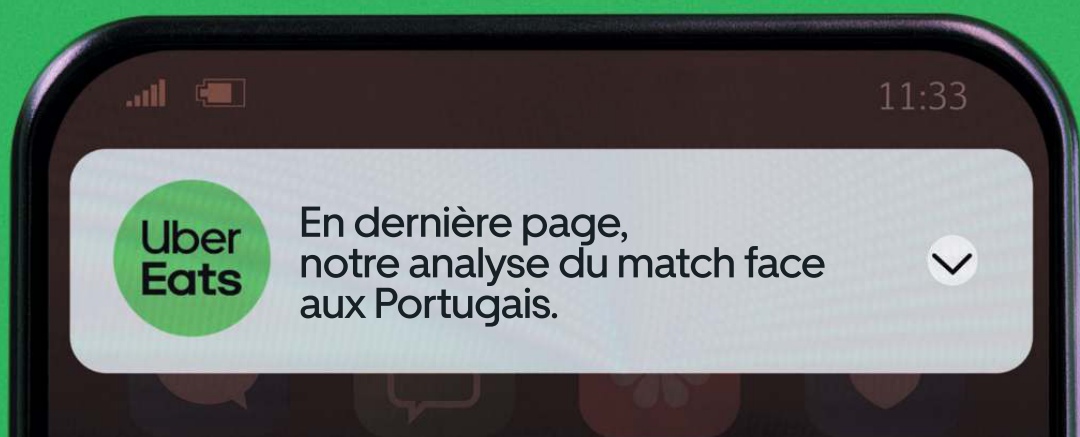 11:33
Uber
Eats
En dernière page,
notre analyse du match face
aux Portugais.